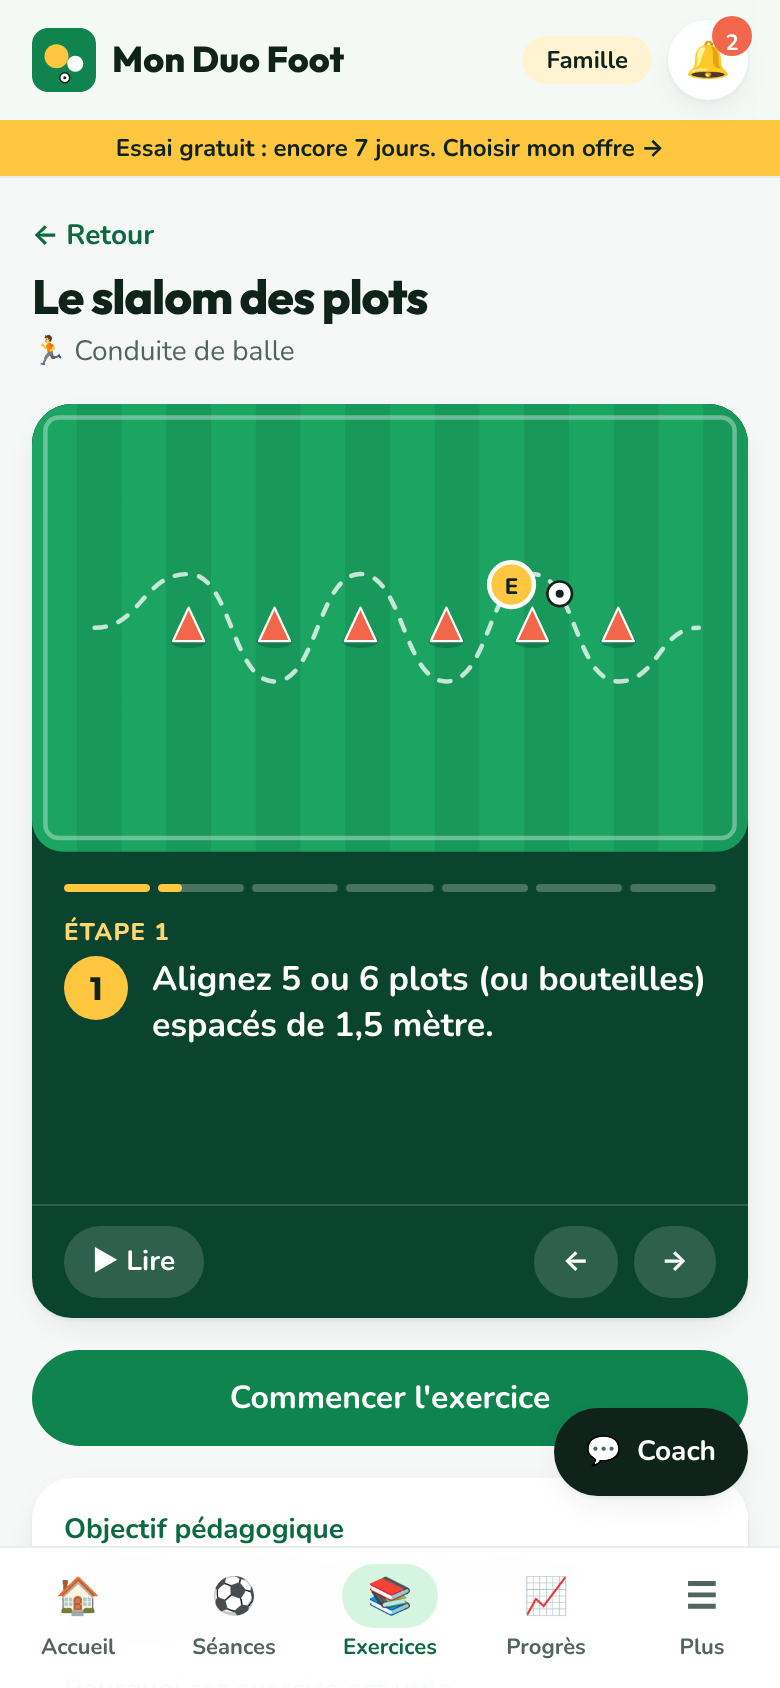 Mon Duo Foot
Famille
2
Essai gratuit : encore 7 jours. Choisir mon offre →
← Retour
Le slalom des plots
Conduite de balle
E
ÉTAPE 1
1
Alignez 5 ou 6 plots (ou bouteilles)
espacés de 1,5 mètre.
▶ Lire
←
→
Commencer l'exercice
Coach
Objectif pédagogique
Accueil
Séances
Exercices
Progrès
Plus